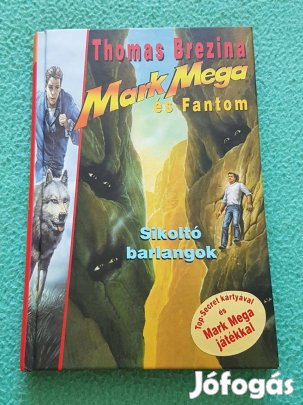 Thomas Brezina
Mark Mega
és Fantom
Sikoltó
barlangok
Top-Secret kártyával
és
Mark Mega
játékkal
Jófogás